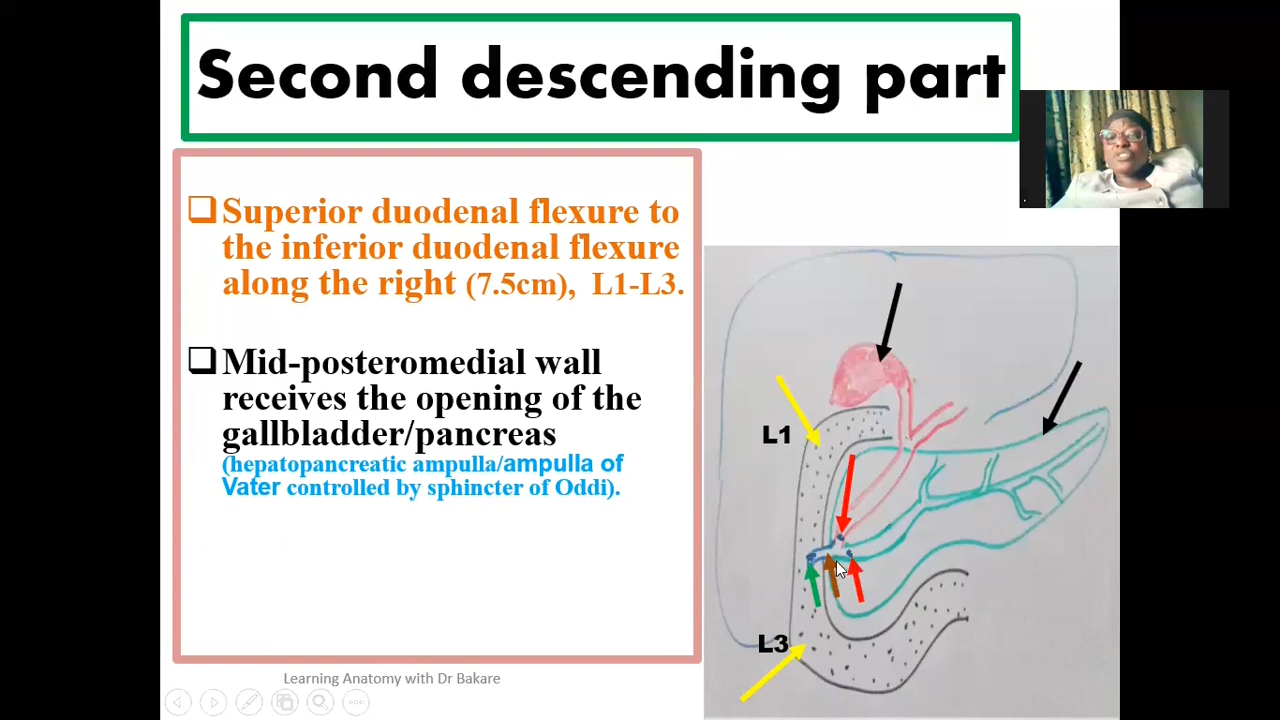 Second descending part
❑Superior duodenal flexure to
the inferior duodenal flexure
along the right (7.5cm), L1-L3.
❑Mid-posteromedial wall
receives the opening of the
gallbladder/pancreas
(hepatopancreatic ampulla/ampulla of
Vater controlled by sphincter of Oddi).
L1
L3
Learning Anatomy with Dr Bakare